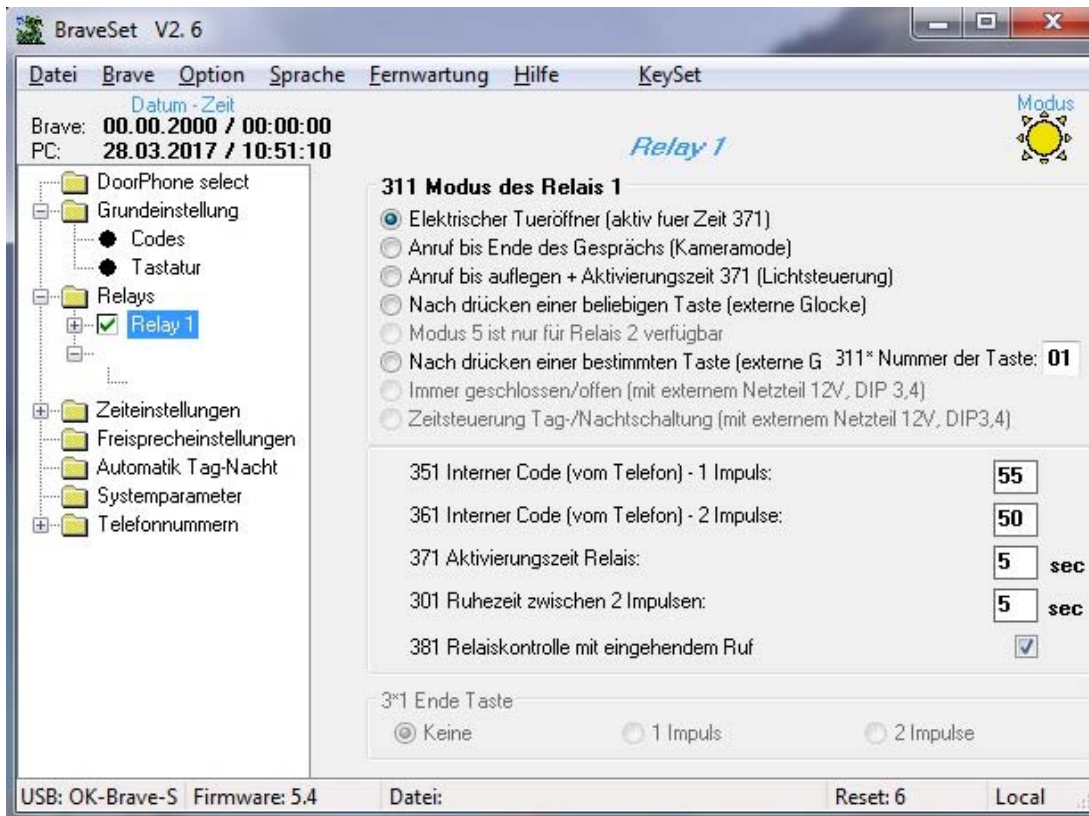 BraveSet V2. 6
Datei Brave Option Sprache Fernwartung Hilfe KeySet
Datum - Zeit
Brave: 00.00.2000 / 00:00:00
PC: 28.03.2017 / 10:51:10
Relay 1
Modus
DoorPhone select
Grundeinstellung
Codes
Tastatur
Relays
Relay 1
Zeiteinstellungen
Freisprecheinstellungen
Automatik Tag-Nacht
Systemparameter
Telefonnummern
311 Modus des Relais 1
Elektrischer Tueröffner (aktiv fuer Zeit 371)
Anruf bis Ende des Gesprächs (Kameramode)
Anruf bis auflegen + Aktivierungszeit 371 (Lichtsteuerung)
Nach drücken einer beliebigen Taste (externe Glocke)
Modus 5 ist nur für Relais 2 verfügbar
Nach drücken einer bestimmten Taste (externe G 311* Nummer der Taste: 01
Immer geschlossen/offen (mit externem Netzteil 12V, DIP 3,4)
Zeitsteuerung Tag-/Nachtschaltung (mit externem Netzteil 12V, DIP3,4)
351 Interner Code (vom Telefon) - 1 Impuls: 55
361 Interner Code (vom Telefon) - 2 Impulse: 50
371 Aktivierungszeit Relais: 5 sec
301 Ruhezeit zwischen 2 Impulsen: 5 sec
381 Relaiskontrolle mit eingehendem Ruf
3*1 Ende Taste
Keine 1 Impuls 2 Impulse
USB: OK-Brave-S Firmware: 5.4 Datei: Reset: 6 Local